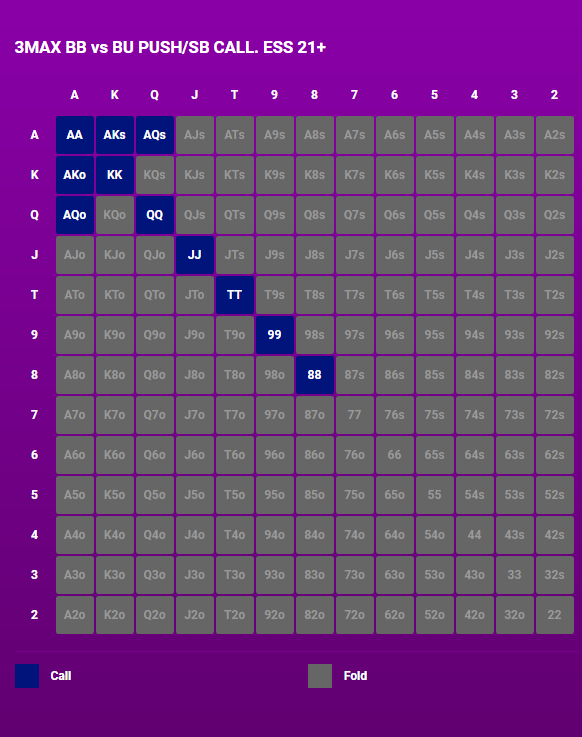 3MAX BB vs BU PUSH/SB CALL. ESS 21+
A K Q J T 9 8 7 6 5 4 3 2
A AA AKs AQs AJs ATs A9s A8s A7s A6s A5s A4s A3s A2s
K AKo KK KQs KJs KTs K9s K8s K7s K6s K5s K4s K3s K2s
Q AQo KQo QQ QJs QTs Q9s Q8s Q7s Q6s Q5s Q4s Q3s Q2s
J AJo KJo QJo JJ JTs J9s J8s J7s J6s J5s J4s J3s J2s
T ATo KTo QTo JTo TT T9s T8s T7s T6s T5s T4s T3s T2s
9 A9o K9o Q9o J9o T9o 99 98s 97s 96s 95s 94s 93s 92s
8 A8o K8o Q8o J8o T8o 98o 88 87s 86s 85s 84s 83s 82s
7 A7o K7o Q7o J7o T7o 97o 87o 77 76s 75s 74s 73s 72s
6 A6o K6o Q6o J6o T6o 96o 86o 76o 66 65s 64s 63s 62s
5 A5o K5o Q5o J5o T5o 95o 85o 75o 65o 55 54s 53s 52s
4 A4o K4o Q4o J4o T4o 94o 84o 74o 64o 54o 44 43s 42s
3 A3o K3o Q3o J3o T3o 93o 83o 73o 63o 53o 43o 33 32s
2 A2o K2o Q2o J2o T2o 92o 82o 72o 62o 52o 42o 32o 22
Call Fold